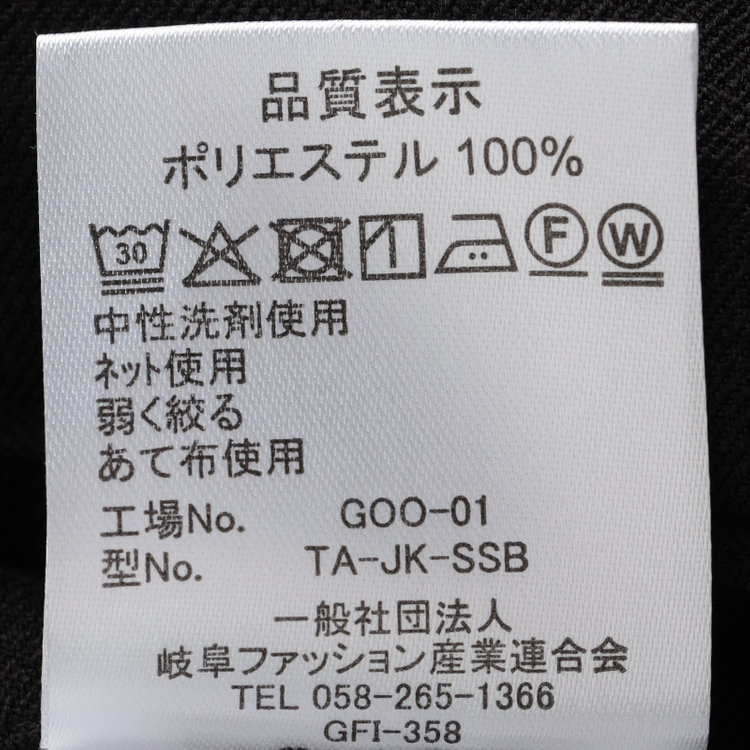 品質表示
ポリエステル 100%
30 F W
中性洗剤使用
ネット使用
弱く絞る
あて布使用
工場No. GOO-01
型No. TA-JK-SSB
一般社団法人
岐阜ファッション産業連合会
TEL 058-265-1366
GFI-358